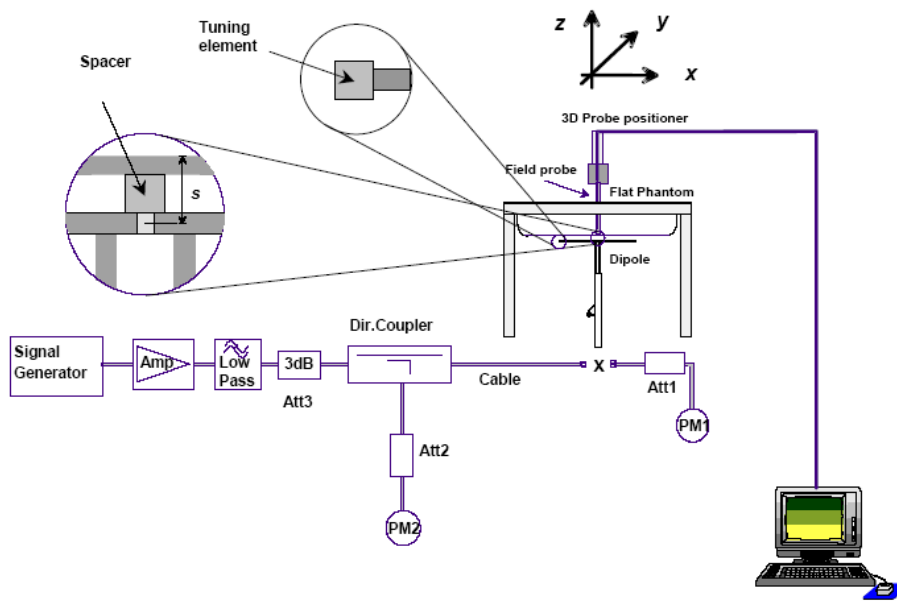 Tuning
element
Spacer
s
z
y
x
3D Probe positioner
Field probe
Flat Phantom
Dipole
Signal
Generator
Amp
Low
Pass
3dB
Att3
Dir.Coupler
Cable
x
Att1
PM1
Att2
PM2